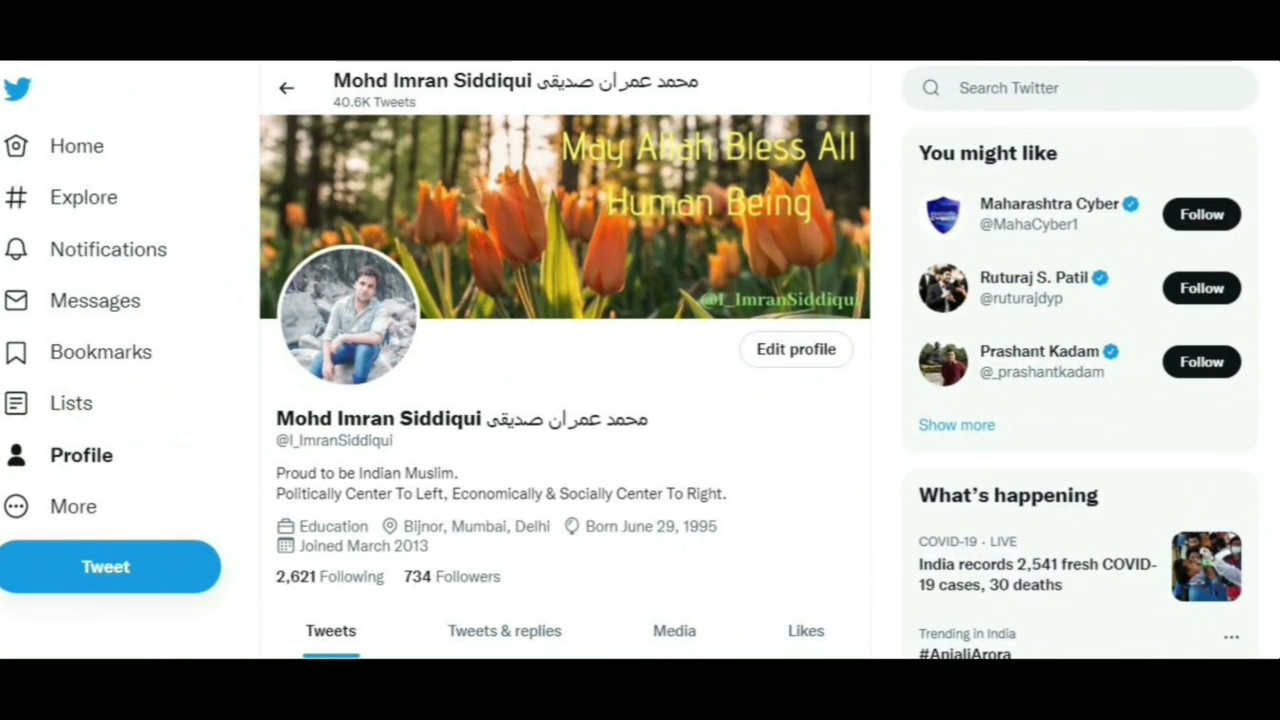 Mohd Imran Siddiqui محمد عمران صدیقی
40.6K Tweets
Search Twitter
Home
Explore
Notifications
Messages
Bookmarks
Lists
Profile
More
Tweet
May Allah Bless All
Human Being
@I_ImranSiddiqui
Edit profile
Mohd Imran Siddiqui محمد عمران صدیقی
@I_ImranSiddiqui
Proud to be Indian Muslim.
Politically Center To Left, Economically & Socially Center To Right.
Education Bijnor, Mumbai, Delhi Born June 29, 1995
Joined March 2013
2,621 Following 734 Followers
Tweets Tweets & replies Media Likes
You might like
Maharashtra Cyber
@MahaCyber1
Follow
Ruturaj S. Patil
@ruturajdyp
Follow
Prashant Kadam
@_prashantkadam
Follow
Show more
What's happening
COVID-19 · LIVE
India records 2,541 fresh COVID-
19 cases, 30 deaths
Trending in India
#AnjaliArora